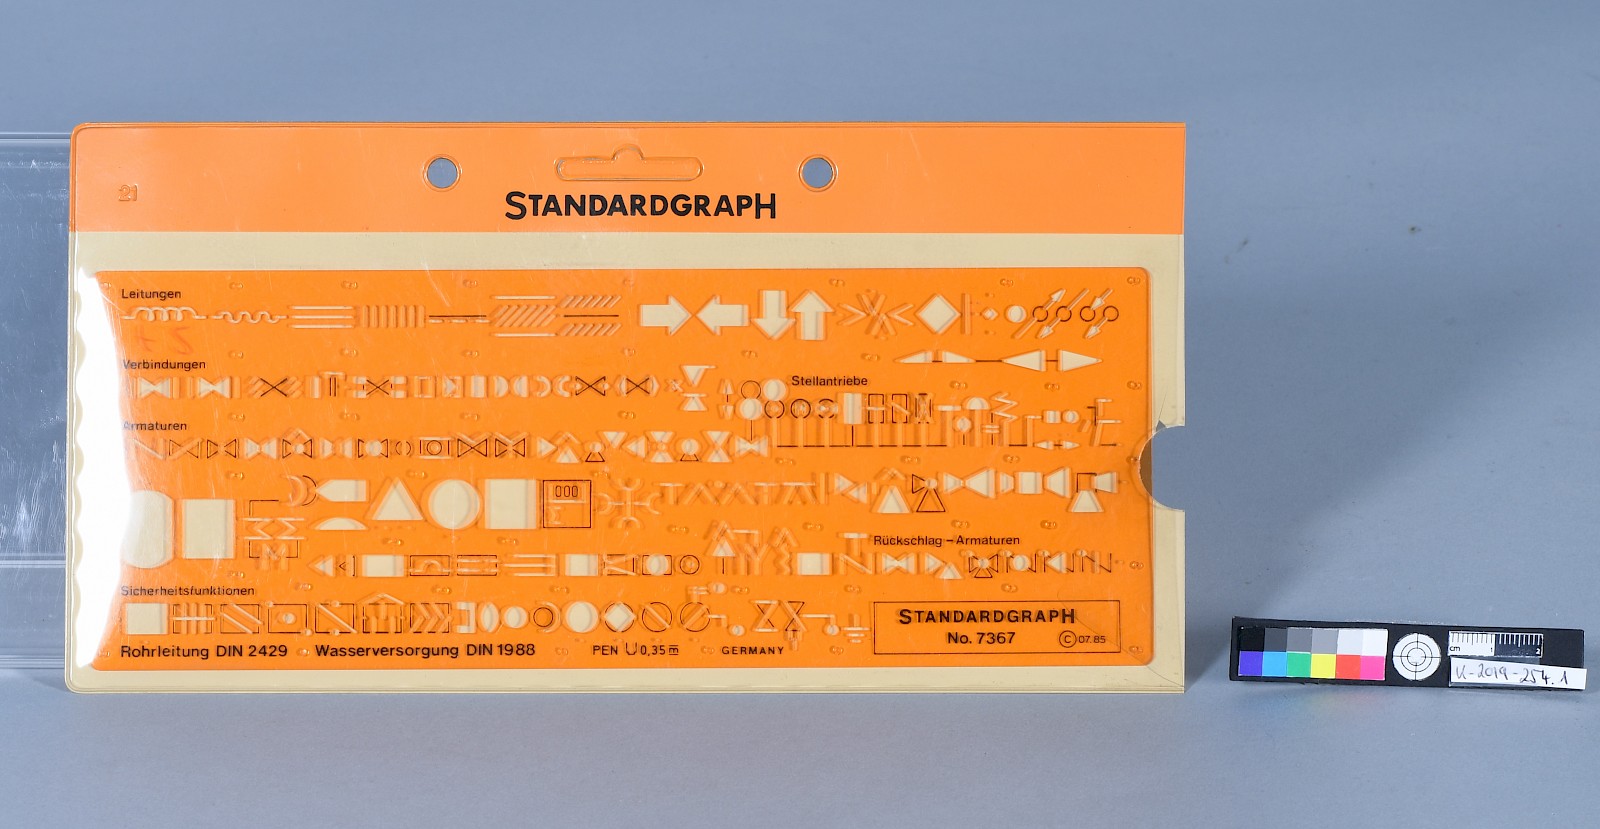 21
STANDARDGRAPH
Leitungen
Verbindungen
Stellantriebe
Armaturen
000
Rückschlag-Armaturen
Sicherheitsfunktionen
STANDARDGRAPH
No. 7367 © 07.85
Rohrleitung DIN 2429 Wasserversorgung DIN 1988 PEN 0,35 GERMANY
cm 1 2
K-2019-254.1